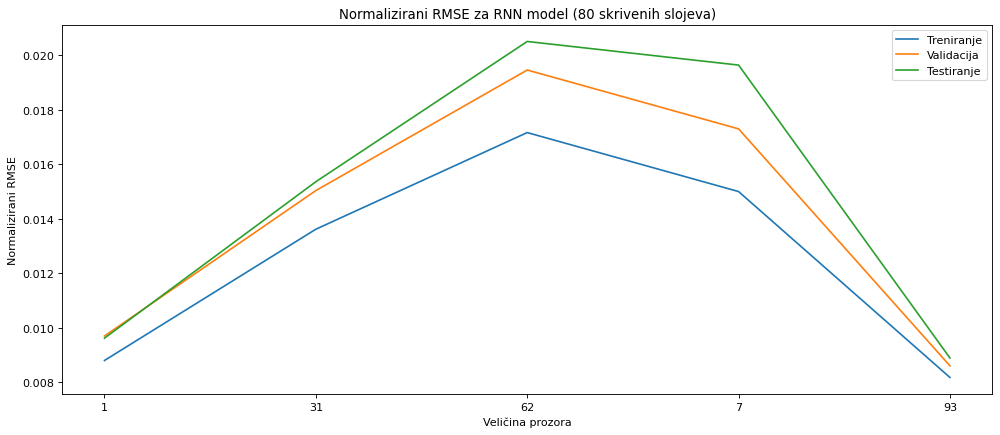 Normalizirani RMSE za RNN model (80 skrivenih slojeva)
Treniranje
Validacija
Testiranje
Normalizirani RMSE
0.020
0.018
0.016
0.014
0.012
0.010
0.008
1 31 62 7 93
Veličina prozora